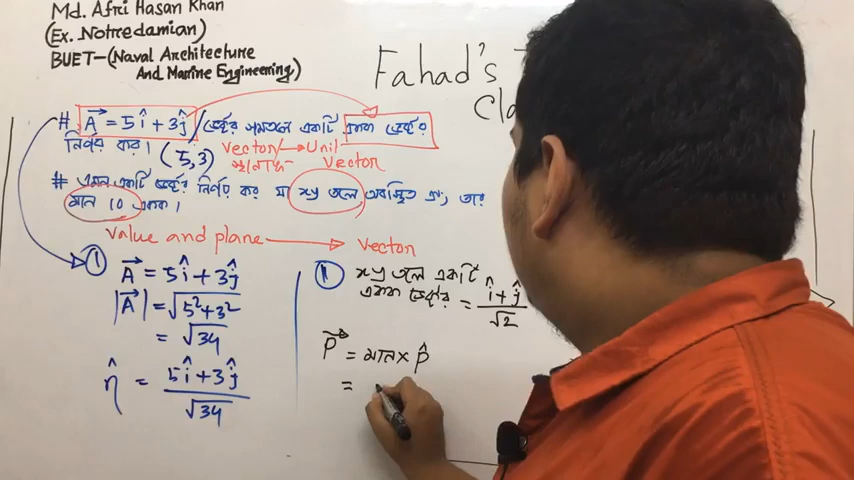 Md. Afri Hasan Khan
(Ex. Notredamian)
BUET-(Naval Architecture
And Marine Engineering)
Fahad's T
Cla
# A⃗ = 5î + 3ĵ / ভেক্টর সমতলে একটি একক ভেক্টর
নির্ণয় কর। (5,3) vector → Unit
Vector
# এমন একটি ভেক্টর নির্ণয় কর যা xy তলে অবস্থিত এবং তার
মান 10 একক।
value and plane → vector
① A⃗ = 5î + 3ĵ
|A⃗| = √5²+3²
= √34
η̂ = 5î + 3ĵ / √34
⑪ xy তলে একটি
একক ভেক্টর = î + ĵ / √2
P⃗ = মান × p̂
=